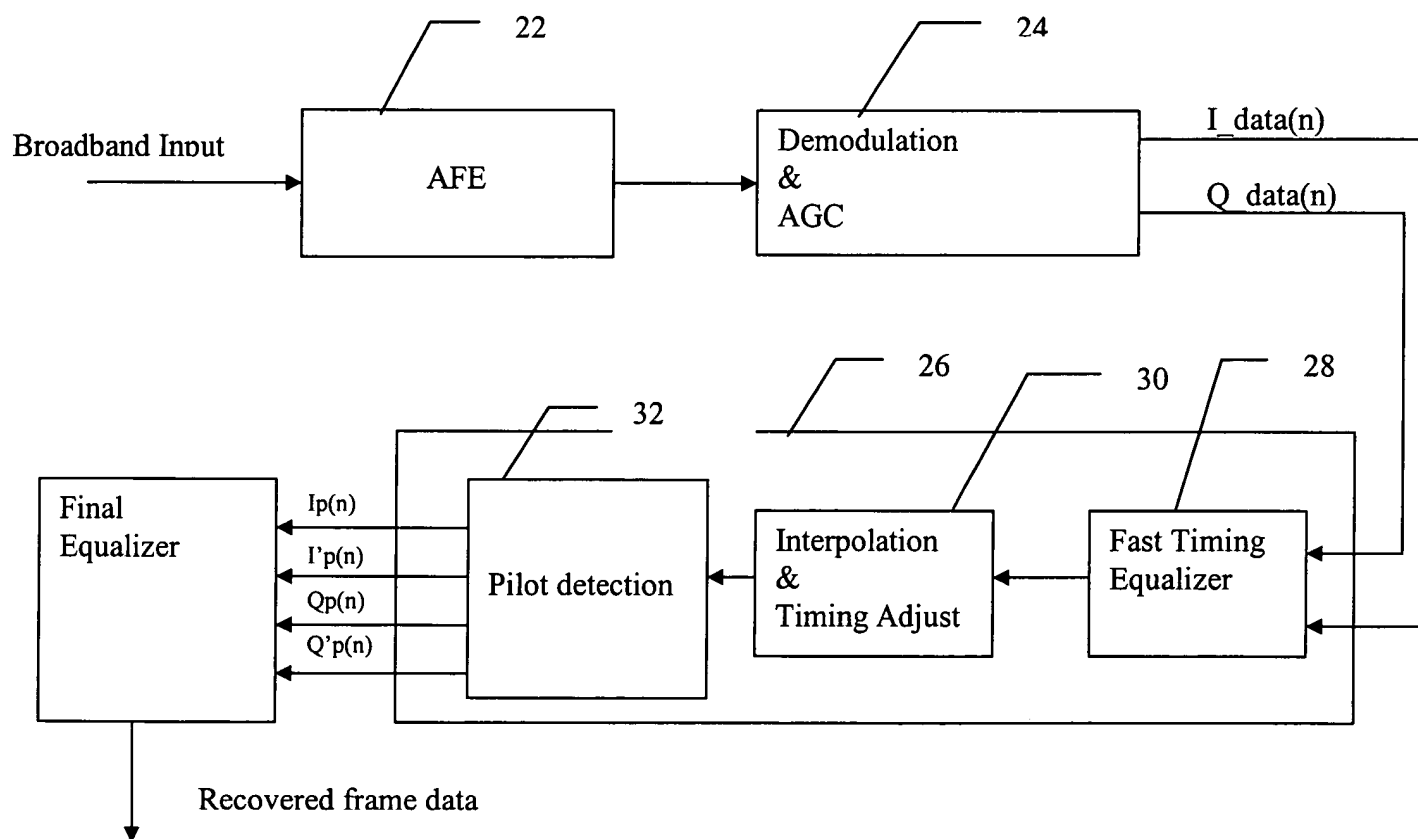 22
24
Broadband Input
AFE
Demodulation
&
AGC
I_data(n)
Q_data(n)
26
30
28
32
Final
Equalizer
Ip(n)
I'p(n)
Qp(n)
Q'p(n)
Pilot detection
Interpolation
&
Timing Adjust
Fast Timing
Equalizer
Recovered frame data